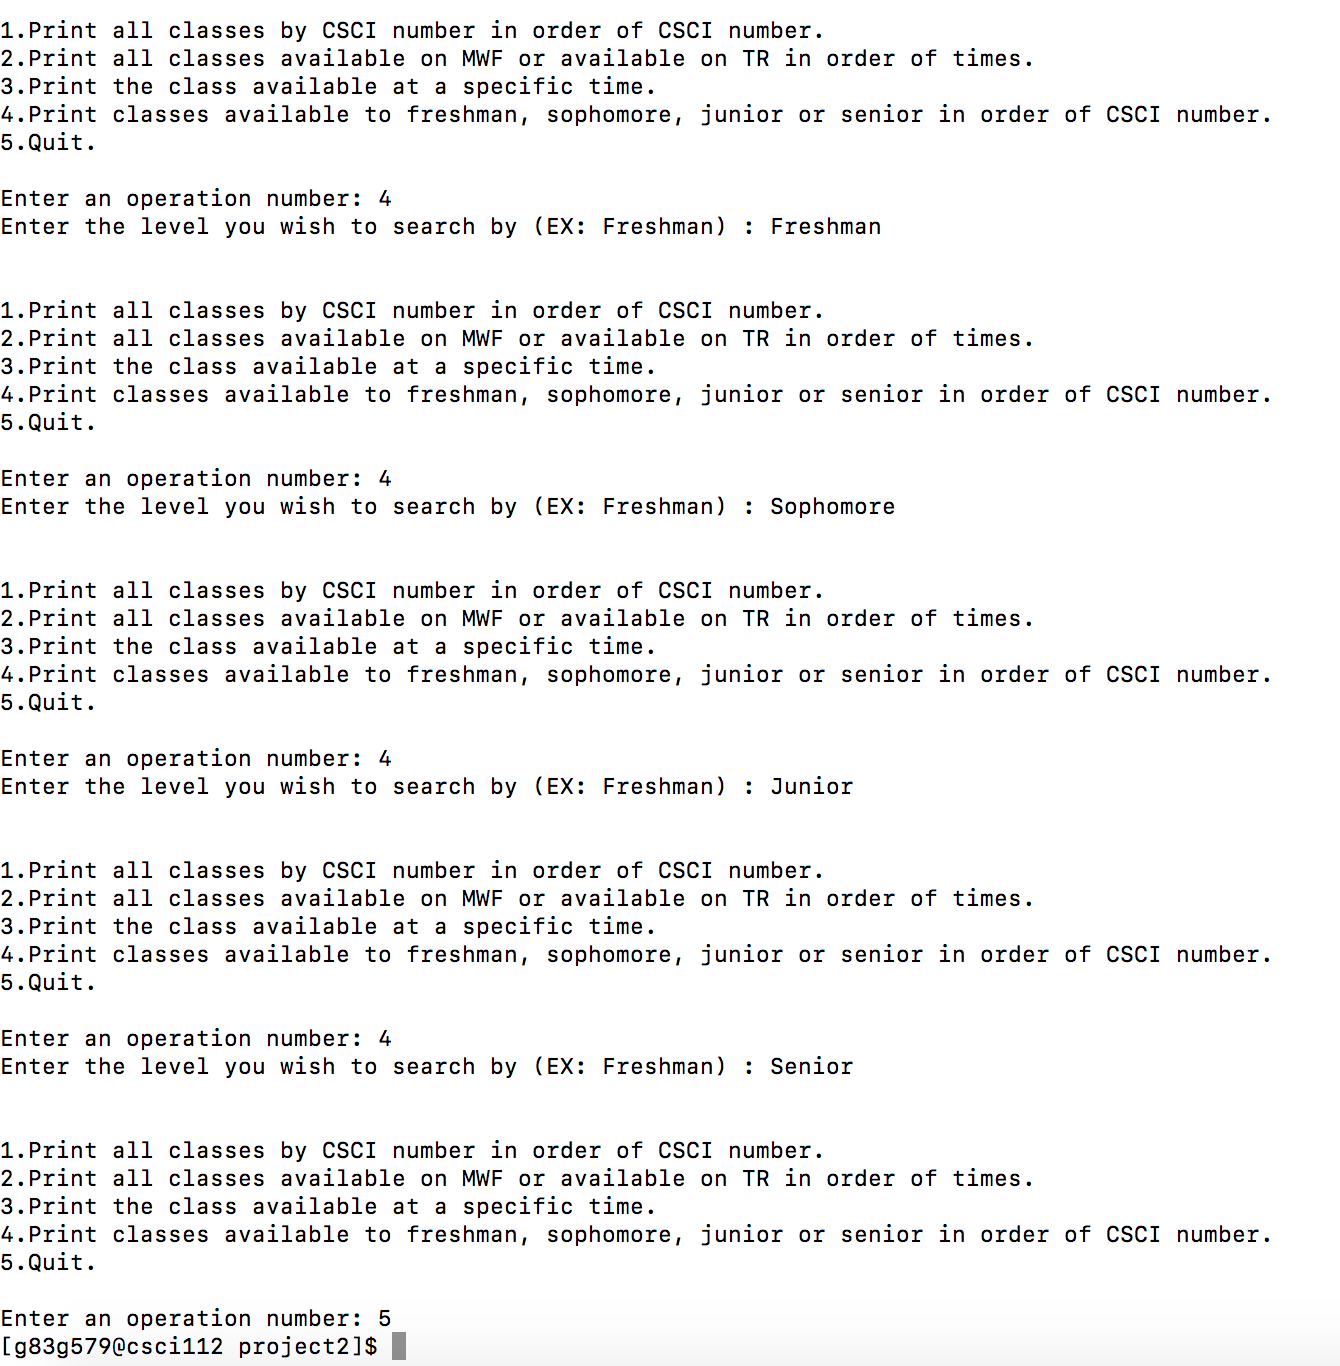 1.Print all classes by CSCI number in order of CSCI number.
2.Print all classes available on MWF or available on TR in order of times.
3.Print the class available at a specific time.
4.Print classes available to freshman, sophomore, junior or senior in order of CSCI number.
5.Quit.
Enter an operation number: 4
Enter the level you wish to search by (EX: Freshman) : Freshman
1.Print all classes by CSCI number in order of CSCI number.
2.Print all classes available on MWF or available on TR in order of times.
3.Print the class available at a specific time.
4.Print classes available to freshman, sophomore, junior or senior in order of CSCI number.
5.Quit.
Enter an operation number: 4
Enter the level you wish to search by (EX: Freshman) : Sophomore
1.Print all classes by CSCI number in order of CSCI number.
2.Print all classes available on MWF or available on TR in order of times.
3.Print the class available at a specific time.
4.Print classes available to freshman, sophomore, junior or senior in order of CSCI number.
5.Quit.
Enter an operation number: 4
Enter the level you wish to search by (EX: Freshman) : Junior
1.Print all classes by CSCI number in order of CSCI number.
2.Print all classes available on MWF or available on TR in order of times.
3.Print the class available at a specific time.
4.Print classes available to freshman, sophomore, junior or senior in order of CSCI number.
5.Quit.
Enter an operation number: 4
Enter the level you wish to search by (EX: Freshman) : Senior
1.Print all classes by CSCI number in order of CSCI number.
2.Print all classes available on MWF or available on TR in order of times.
3.Print the class available at a specific time.
4.Print classes available to freshman, sophomore, junior or senior in order of CSCI number.
5.Quit.
Enter an operation number: 5
[g83g579@csci112 project2]$